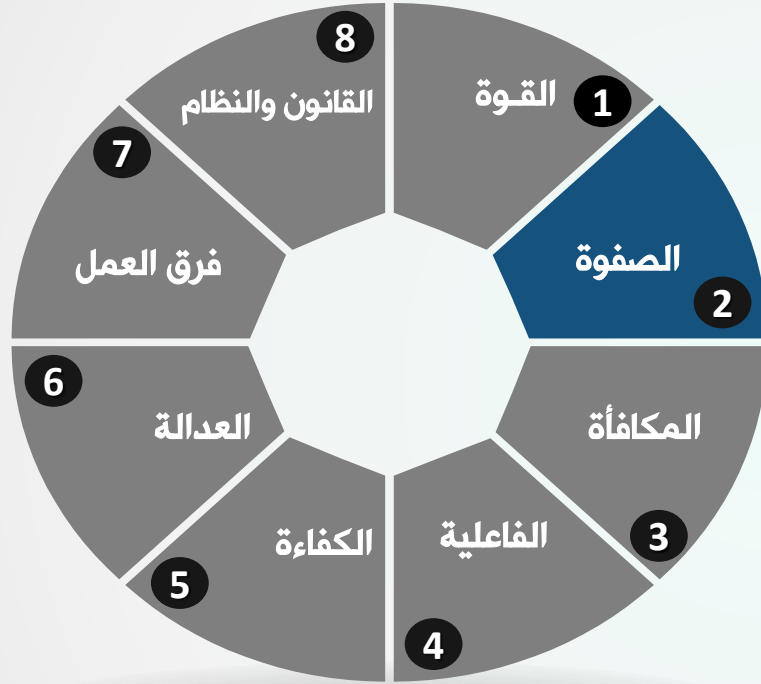 1
القـوة
2
الصفوة
3
المكافأة
4
الفاعلية
5
الكفاءة
6
العدالة
7
فرق العمل
8
القانون والنظام